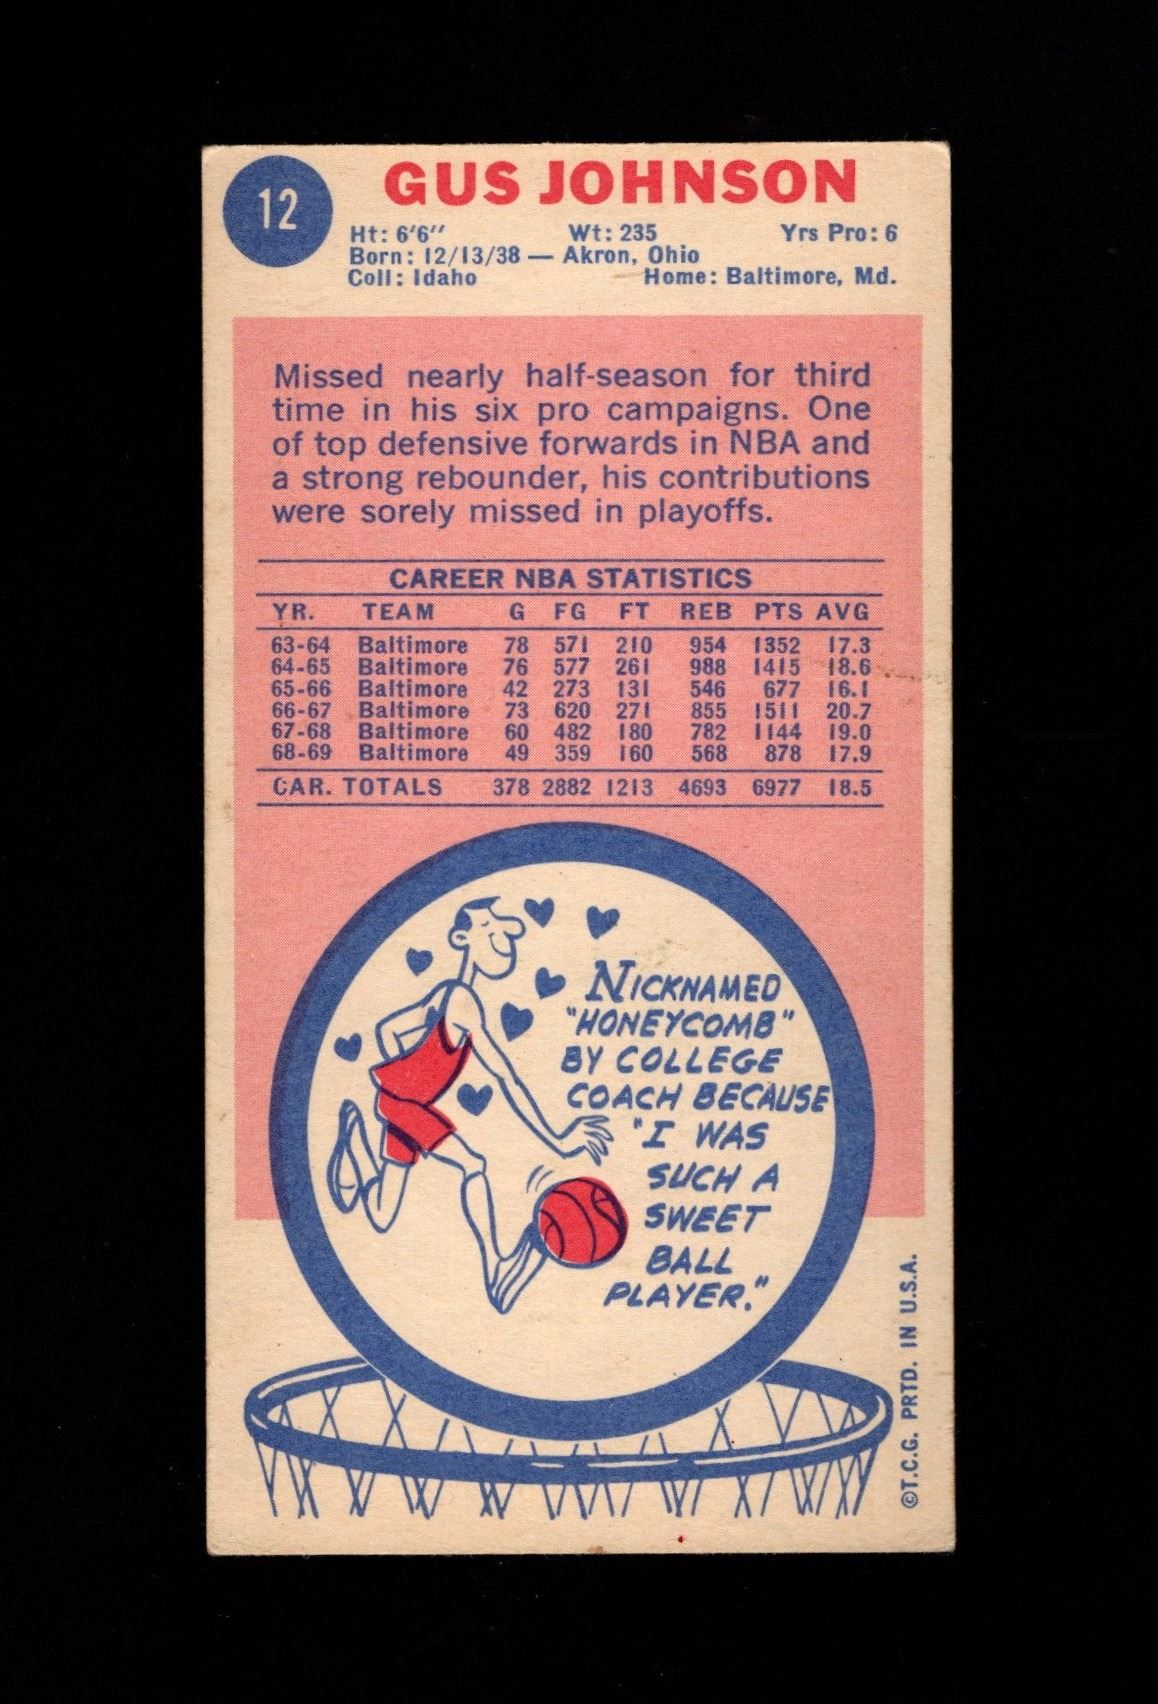 12
GUS JOHNSON
Ht: 6'6" Wt: 235 Yrs Pro: 6
Born: 12/13/38 — Akron, Ohio
Coll: Idaho Home: Baltimore, Md.
Missed nearly half-season for third
time in his six pro campaigns. One
of top defensive forwards in NBA and
a strong rebounder, his contributions
were sorely missed in playoffs.
CAREER NBA STATISTICS
YR. TEAM G FG FT REB PTS AVG
63-64 Baltimore 78 571 210 954 1352 17.3
64-65 Baltimore 76 577 261 988 1415 18.6
65-66 Baltimore 42 273 131 546 677 16.1
66-67 Baltimore 73 620 271 855 1511 20.7
67-68 Baltimore 60 482 180 782 1144 19.0
68-69 Baltimore 49 359 160 568 878 17.9
CAR. TOTALS 378 2882 1213 4693 6977 18.5
NICKNAMED
"HONEYCOMB"
BY COLLEGE
COACH BECAUSE
"I WAS
SUCH A
SWEET
BALL
PLAYER."
©T.C.G. PRTD. IN U.S.A.